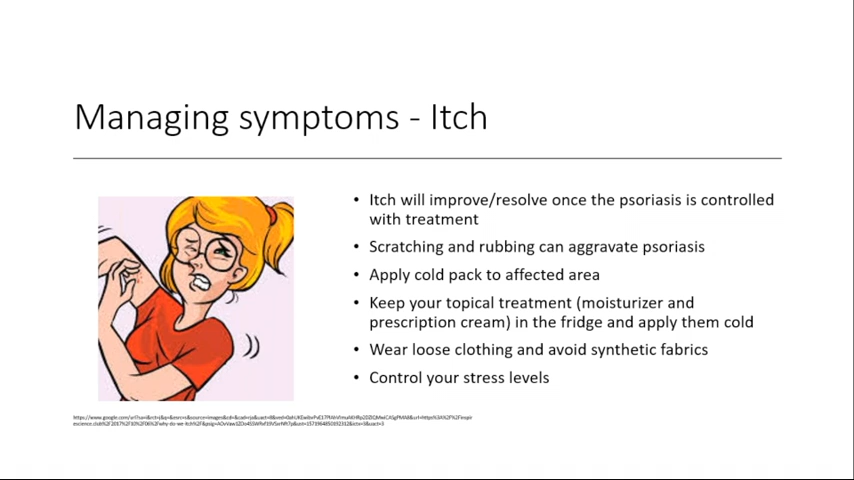 Managing symptoms - Itch
• Itch will improve/resolve once the psoriasis is controlled
with treatment
• Scratching and rubbing can aggravate psoriasis
• Apply cold pack to affected area
• Keep your topical treatment (moisturizer and
prescription cream) in the fridge and apply them cold
• Wear loose clothing and avoid synthetic fabrics
• Control your stress levels